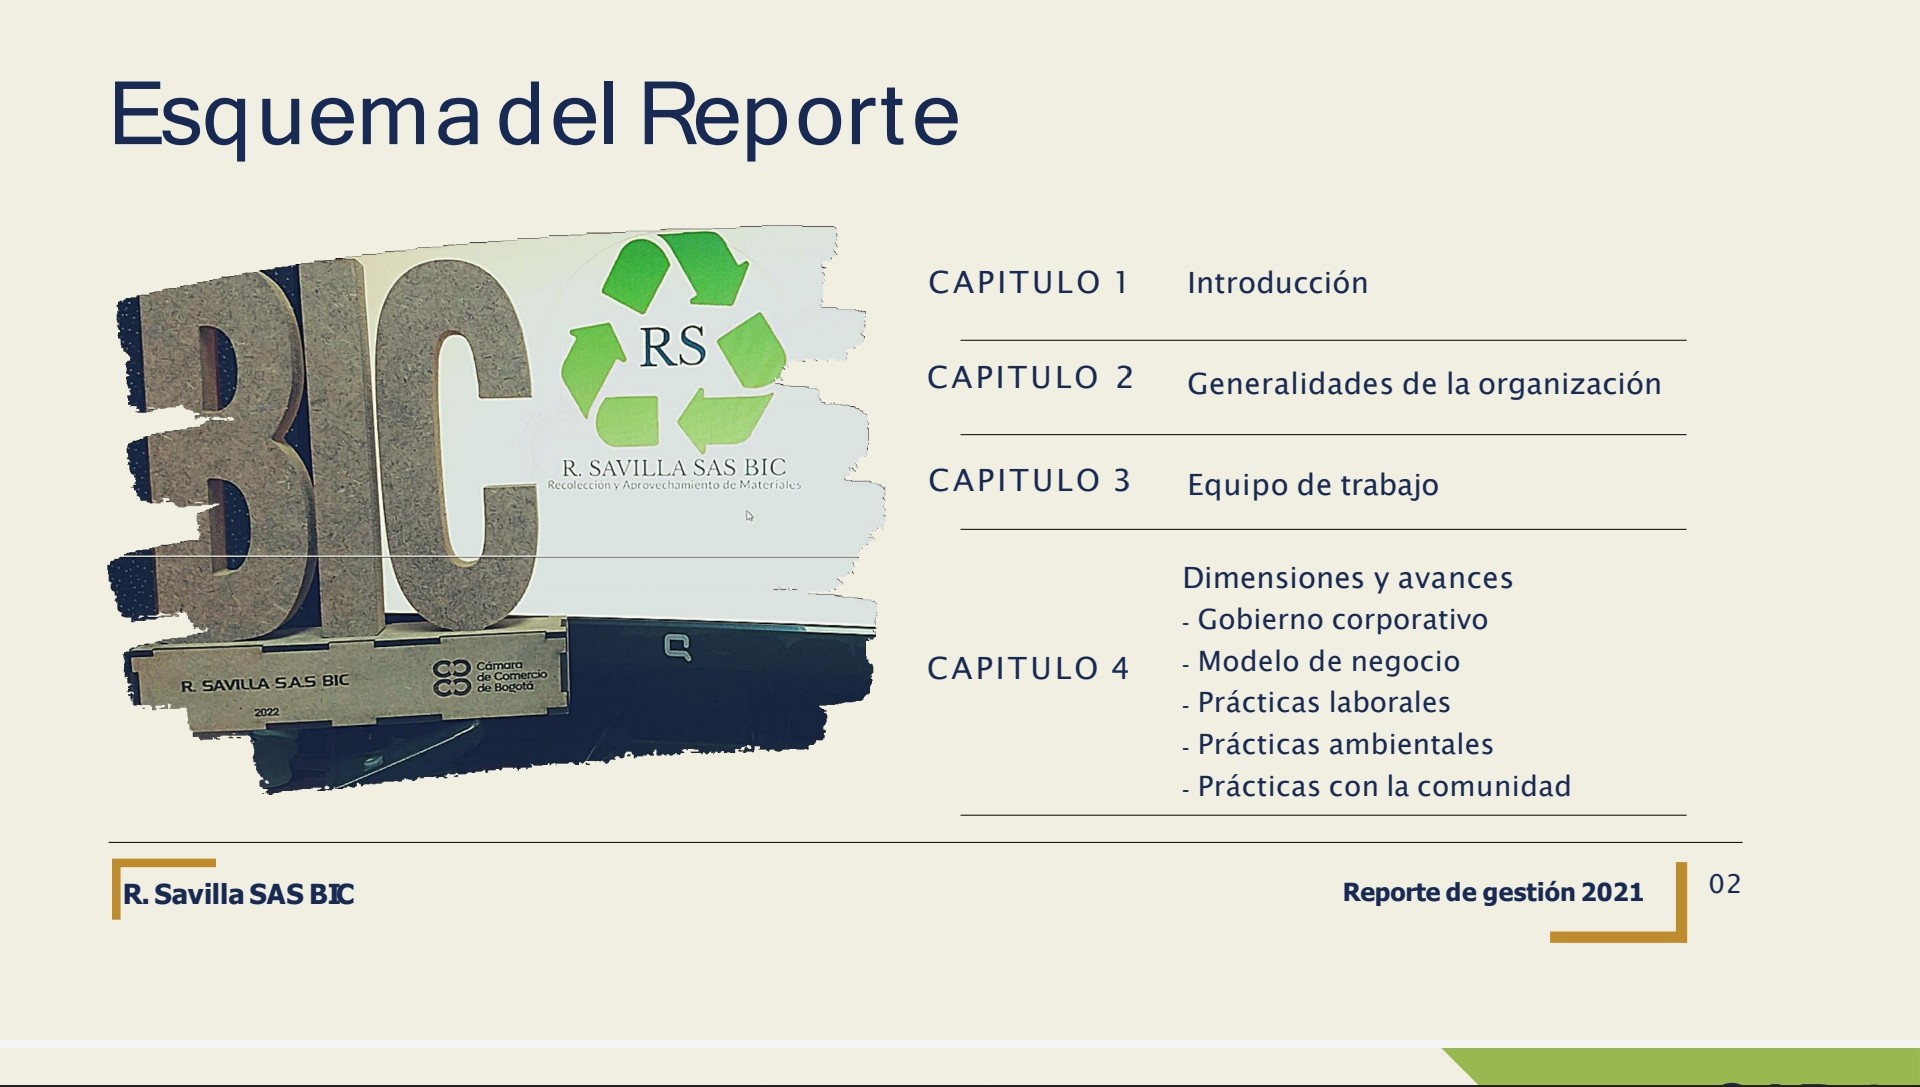 Esquema del Reporte
BIC
RS
R. SAVILLA SAS BIC
Recolección y Aprovechamiento de Materiales
R. SAVILLA S.A.S BIC
2022
Cámara
de Comercio
de Bogotá
CAPITULO 1 Introducción
CAPITULO 2 Generalidades de la organización
CAPITULO 3 Equipo de trabajo
CAPITULO 4
Dimensiones y avances
- Gobierno corporativo
- Modelo de negocio
- Prácticas laborales
- Prácticas ambientales
- Prácticas con la comunidad
R. Savilla SAS BIC
Reporte de gestión 2021
02